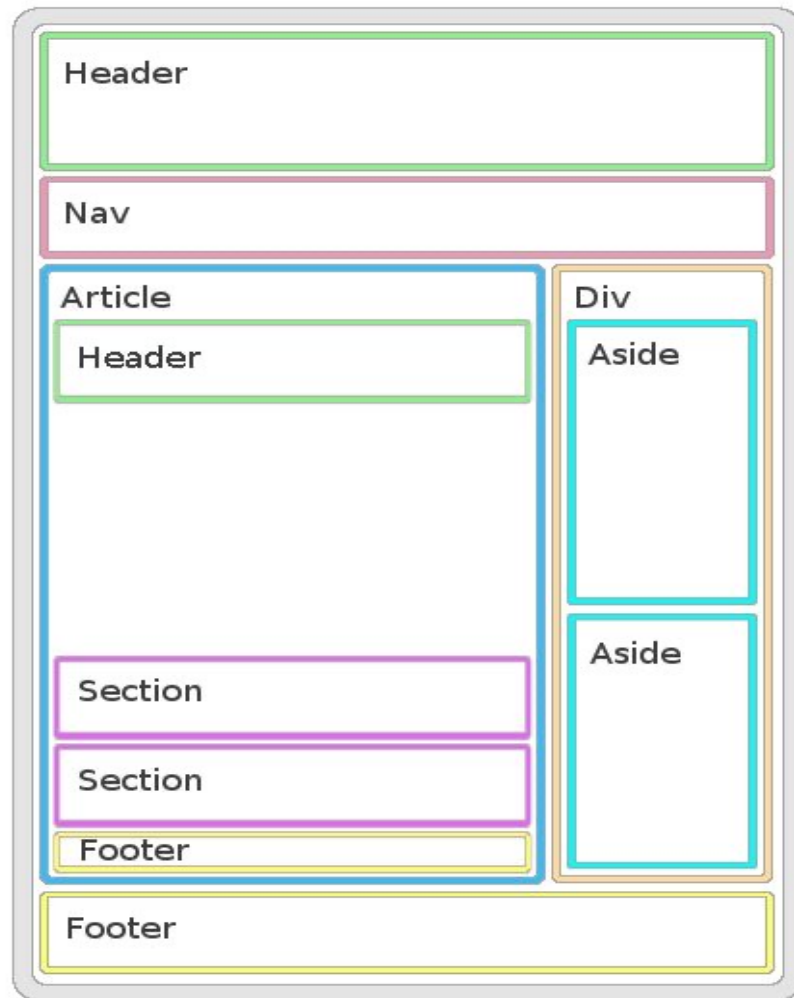 Header
Nav
Article
Header
Section
Section
Footer
Div
Aside
Aside
Footer